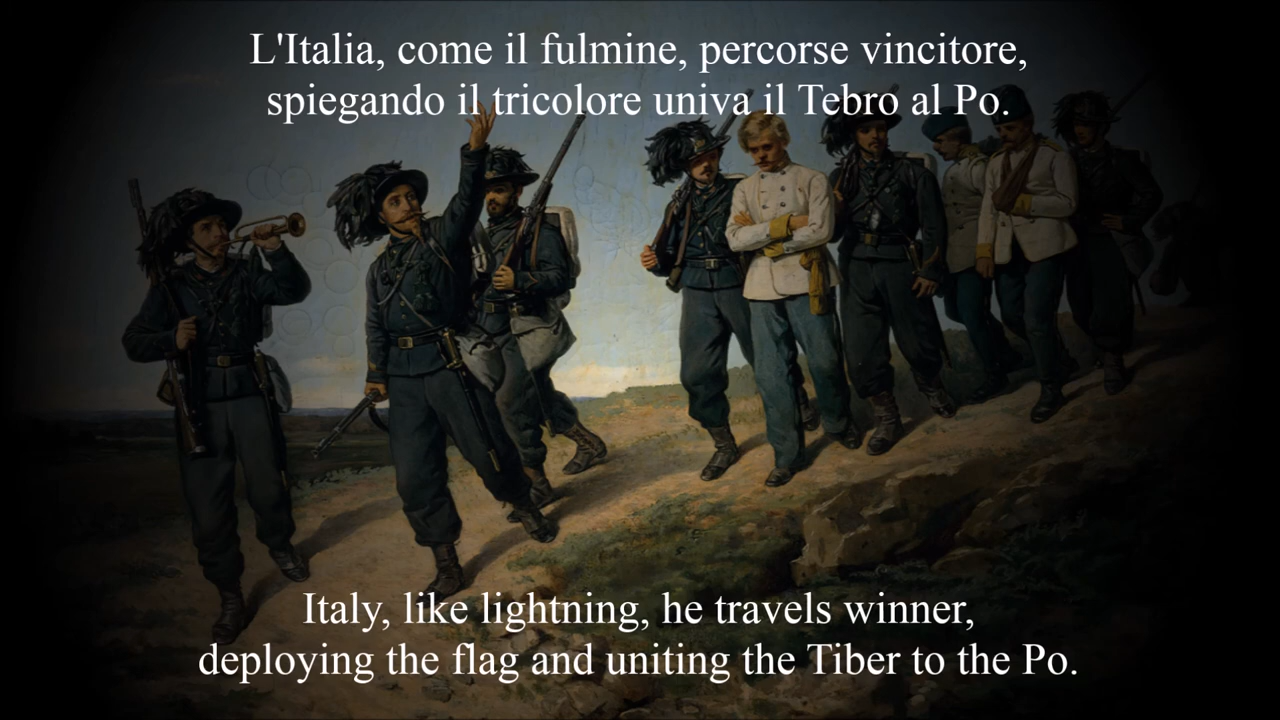 L'Italia, come il fulmine, percorse vincitore,
spiegando il tricolore univa il Tebro al Po.
Italy, like lightning, he travels winner,
deploying the flag and uniting the Tiber to the Po.